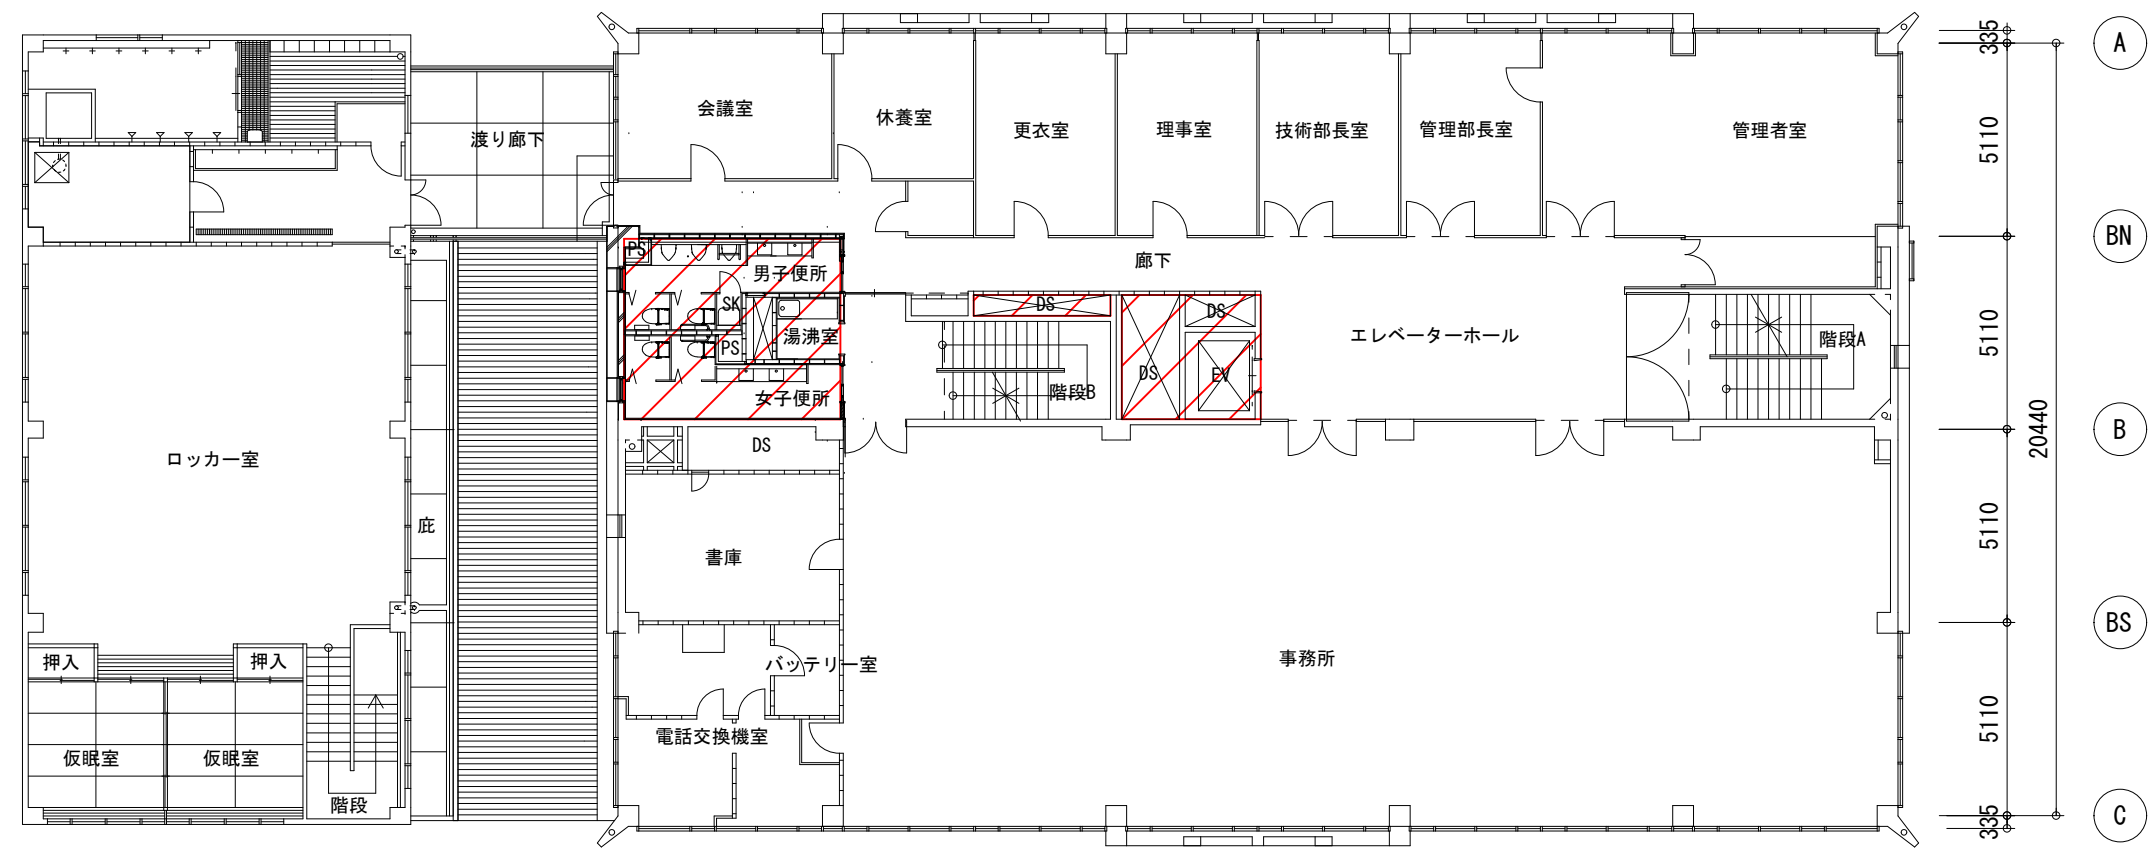 335
A
会議室
休養室
更衣室
理事室
技術部長室
管理部長室
管理者室
渡り廊下
5110
BN
PS
男子便所
廊下
SK
DS
DS
湯沸室
エレベーターホール
階段A
5110
PS
DS
EV
女子便所
階段B
20440
B
DS
ロッカー室
庇
書庫
5110
BS
押入
押入
バッテリー室
事務所
5110
電話交換機室
仮眠室
仮眠室
階段
335
C